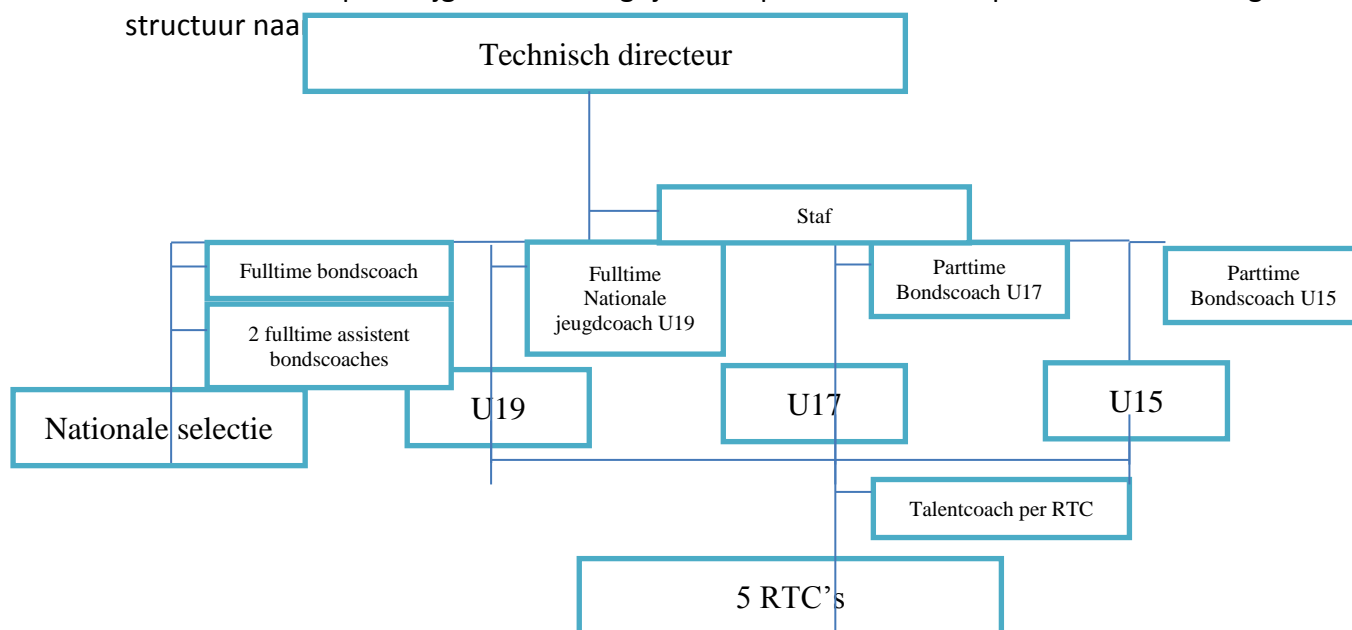 structuur naa
Technisch directeur
Staf
Fulltime bondscoach
2 fulltime assistent
bondscoaches
Fulltime
Nationale
jeugdcoach U19
Parttime
Bondscoach U17
Parttime
Bondscoach U15
Nationale selectie
U19
U17
U15
Talentcoach per RTC
5 RTC’s